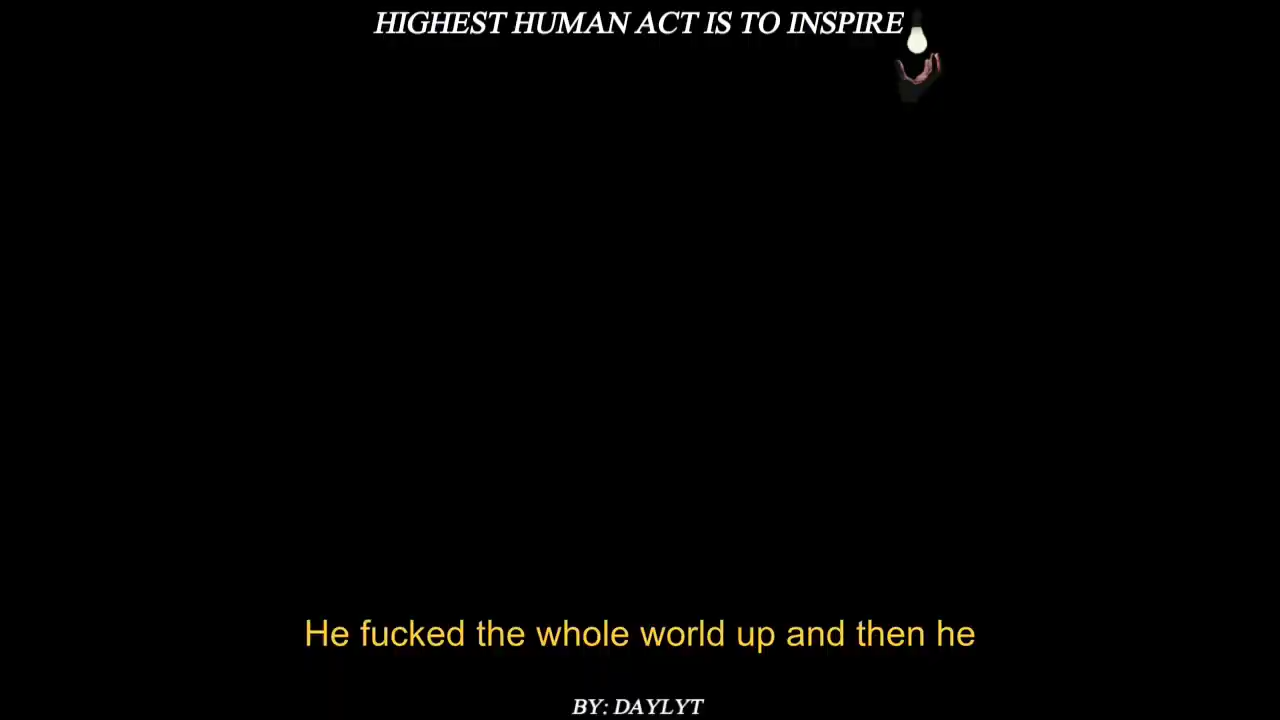 HIGHEST HUMAN ACT IS TO INSPIRE
He fucked the whole world up and then he
BY: DAYLYT